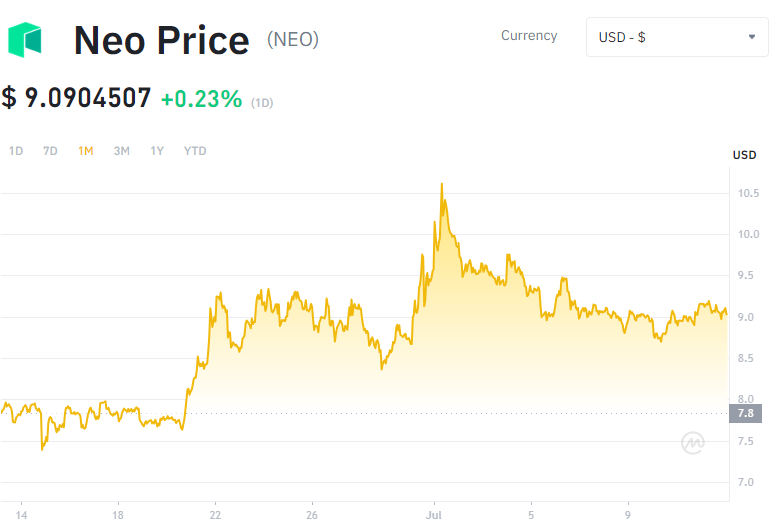 Neo Price (NEO)
Currency
USD - $
$ 9.0904507 +0.23% (1D)
1D 7D 1M 3M 1Y YTD
USD
10.5
10.0
9.5
9.0
8.5
8.0
7.8
7.5
7.0
14 18 22 26 Jul 5 9